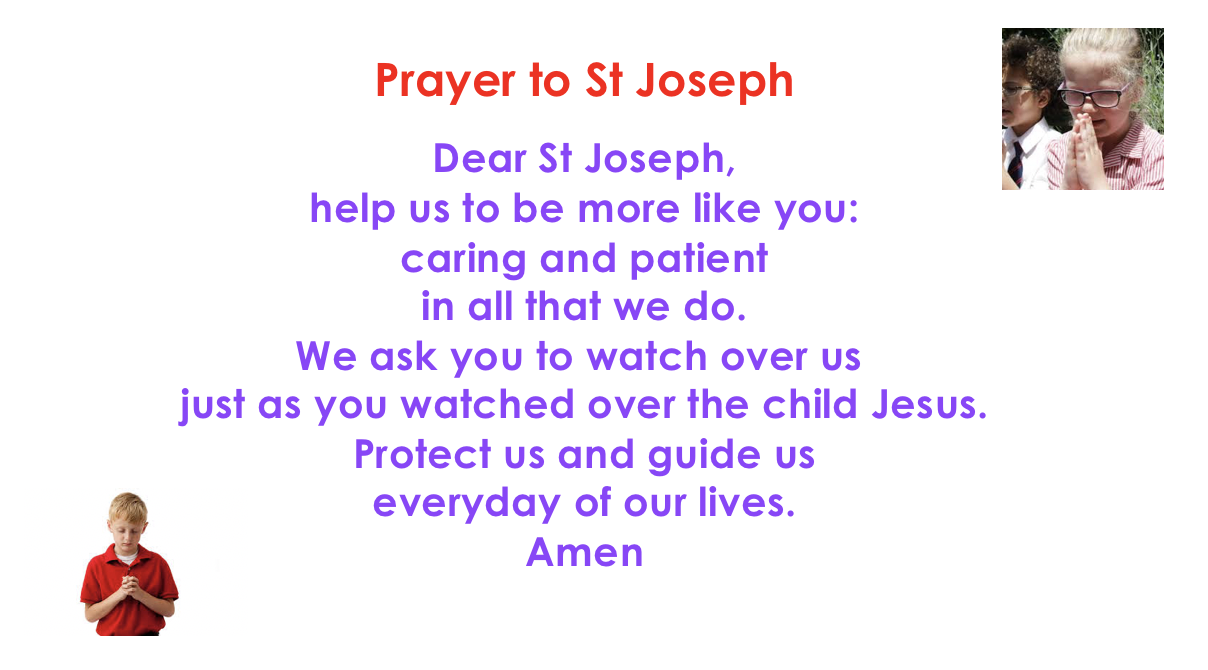 Prayer to St Joseph
Dear St Joseph,
help us to be more like you:
caring and patient
in all that we do.
We ask you to watch over us
just as you watched over the child Jesus.
Protect us and guide us
everyday of our lives.
Amen